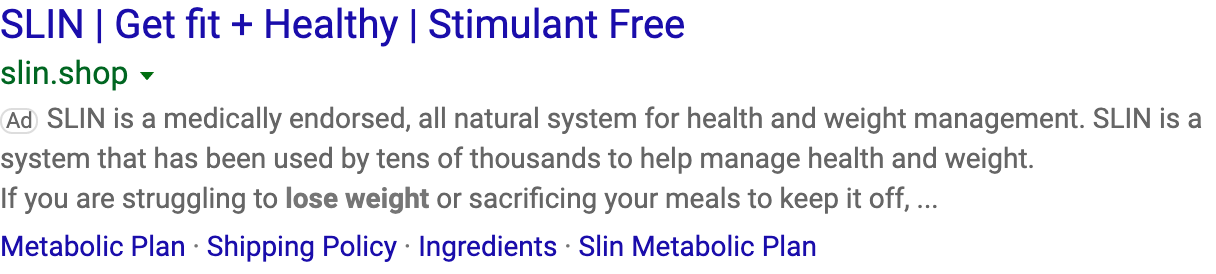 SLIN | Get fit + Healthy | Stimulant Free
slin.shop
Ad SLIN is a medically endorsed, all natural system for health and weight management. SLIN is a
system that has been used by tens of thousands to help manage health and weight.
If you are struggling to lose weight or sacrificing your meals to keep it off, ...
Metabolic Plan · Shipping Policy · Ingredients · Slin Metabolic Plan